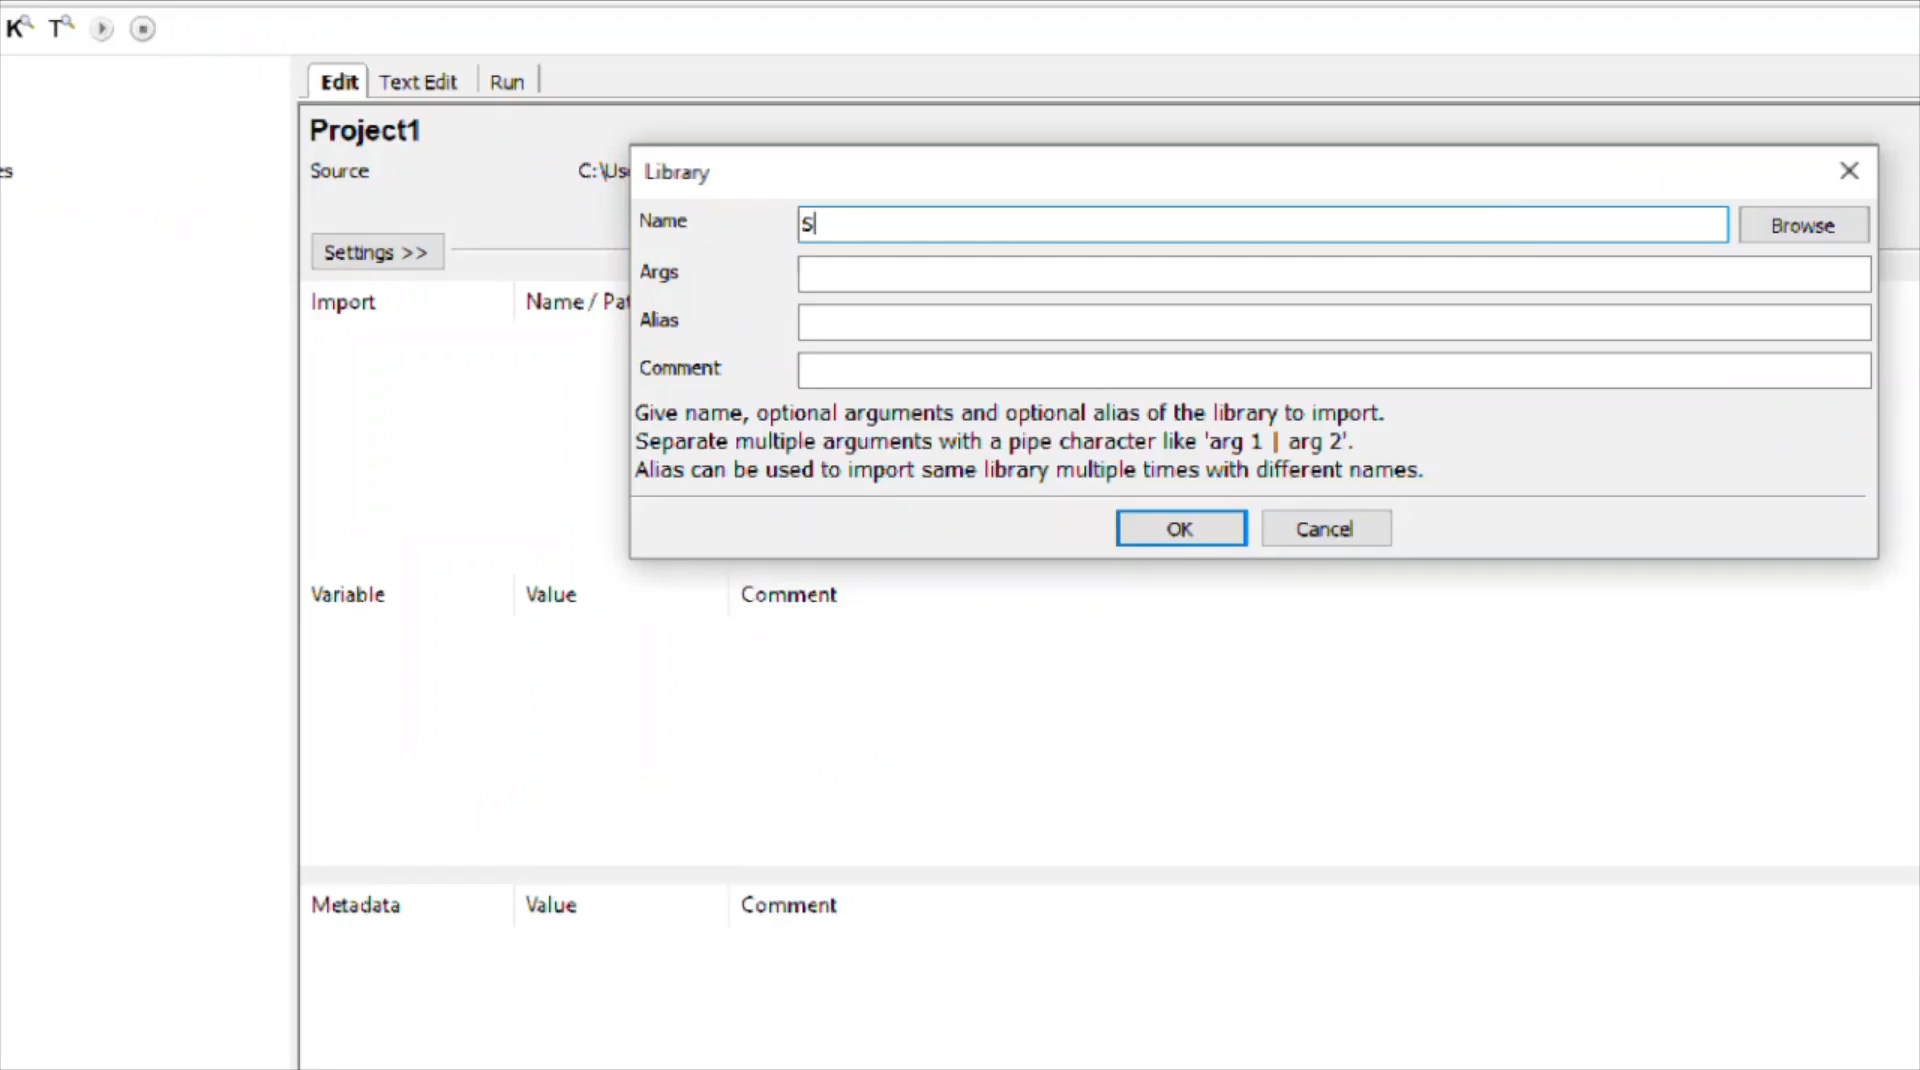 K T
Edit Text Edit Run
Project1
Source C:\Us
es
Library
Name S Browse
Settings >>
Args
Import Name / Pat
Alias
Comment
Give name, optional arguments and optional alias of the library to import.
Separate multiple arguments with a pipe character like 'arg 1 | arg 2'.
Alias can be used to import same library multiple times with different names.
OK Cancel
Variable Value Comment
Metadata Value Comment